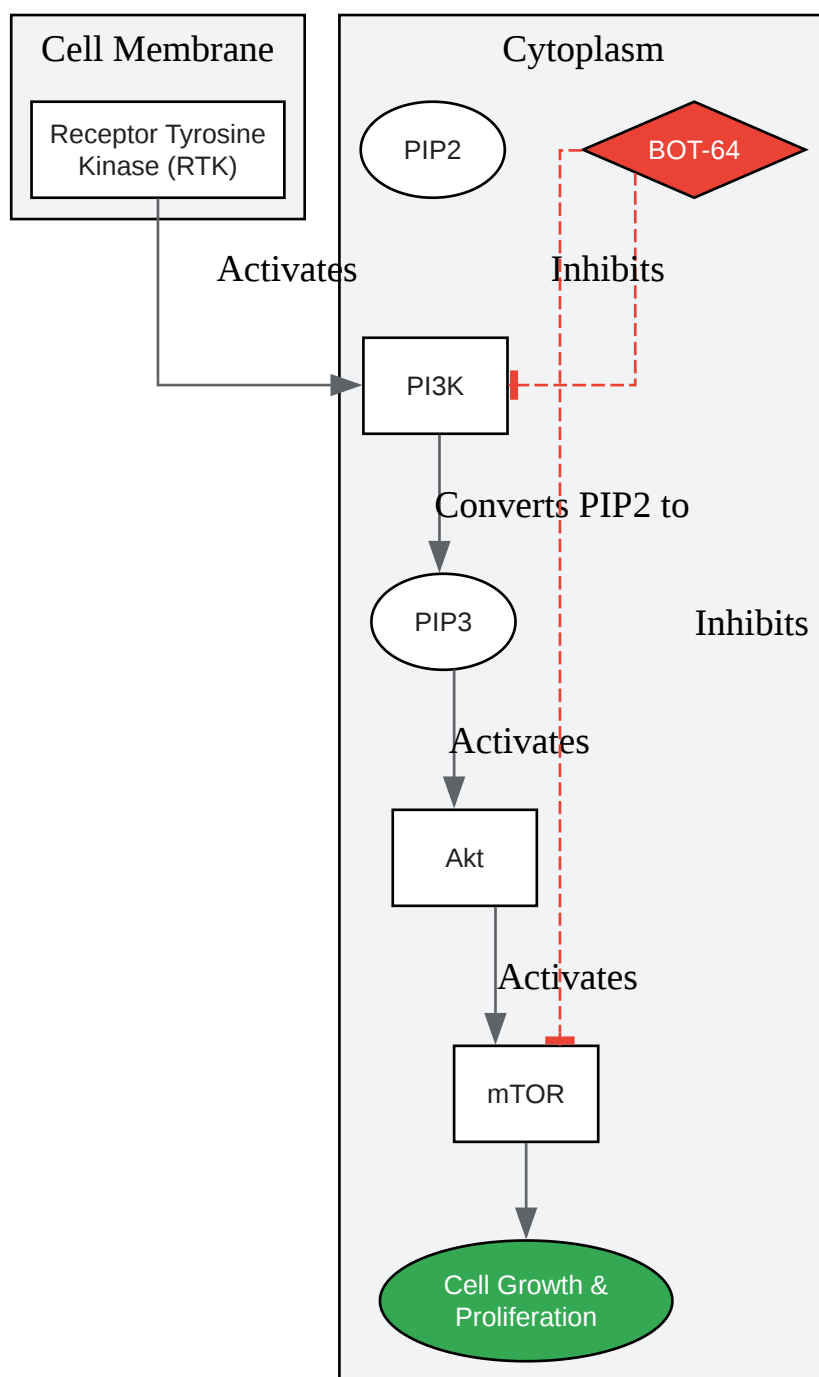 Cell Membrane
Cytoplasm
Receptor Tyrosine
Kinase (RTK)
PIP2
BOT-64
Activates
Inhibits
PI3K
Converts PIP2 to
PIP3
Inhibits
Activates
Akt
Activates
mTOR
Cell Growth &
Proliferation